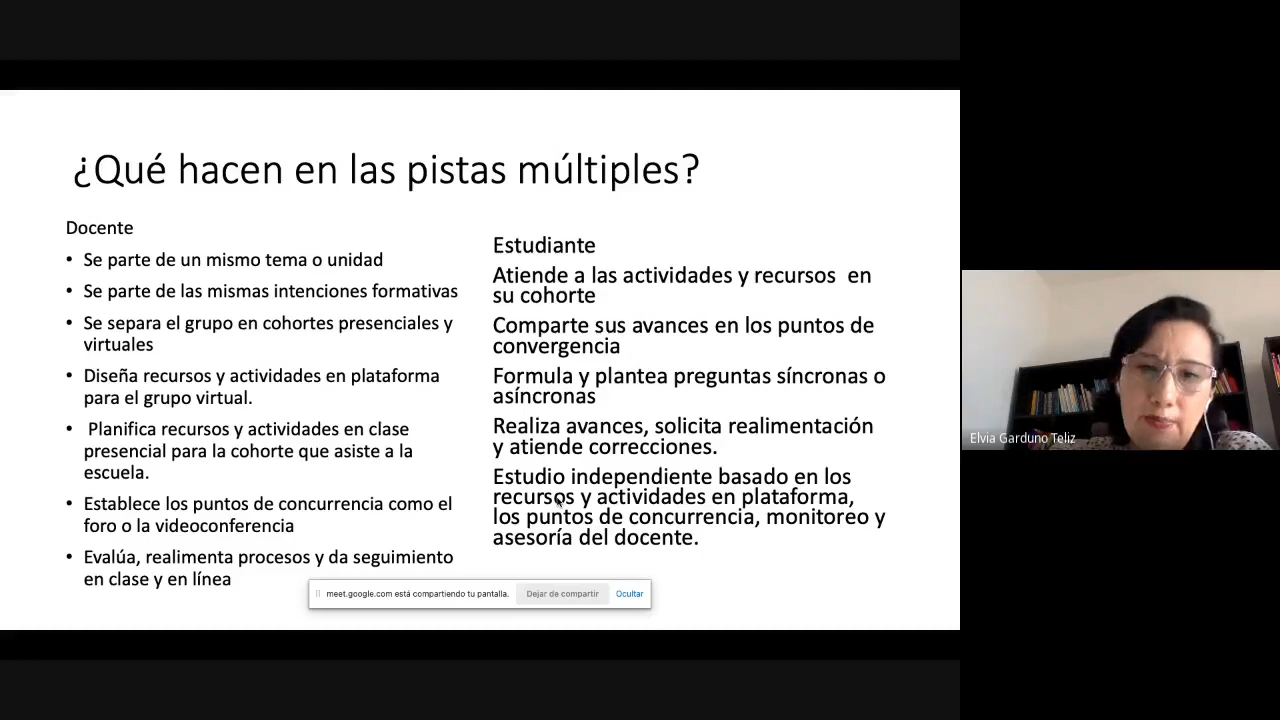 ¿Qué hacen en las pistas múltiples?
Docente
• Se parte de un mismo tema o unidad
• Se parte de las mismas intenciones formativas
• Se separa el grupo en cohortes presenciales y
virtuales
• Diseña recursos y actividades en plataforma
para el grupo virtual.
• Planifica recursos y actividades en clase
presencial para la cohorte que asiste a la
escuela.
• Establece los puntos de concurrencia como el
foro o la videoconferencia
• Evalúa, realimenta procesos y da seguimiento
en clase y en línea
Estudiante
Atiende a las actividades y recursos en
su cohorte
Comparte sus avances en los puntos de
convergencia
Formula y plantea preguntas síncronas o
asíncronas
Realiza avances, solicita realimentación
y atiende correcciones.
Estudio independiente basado en los
recursos y actividades en plataforma,
los puntos de concurrencia, monitoreo y
asesoría del docente.
meet.google.com está compartiendo tu pantalla. Dejar de compartir Ocultar
Elvia Garduno Teliz